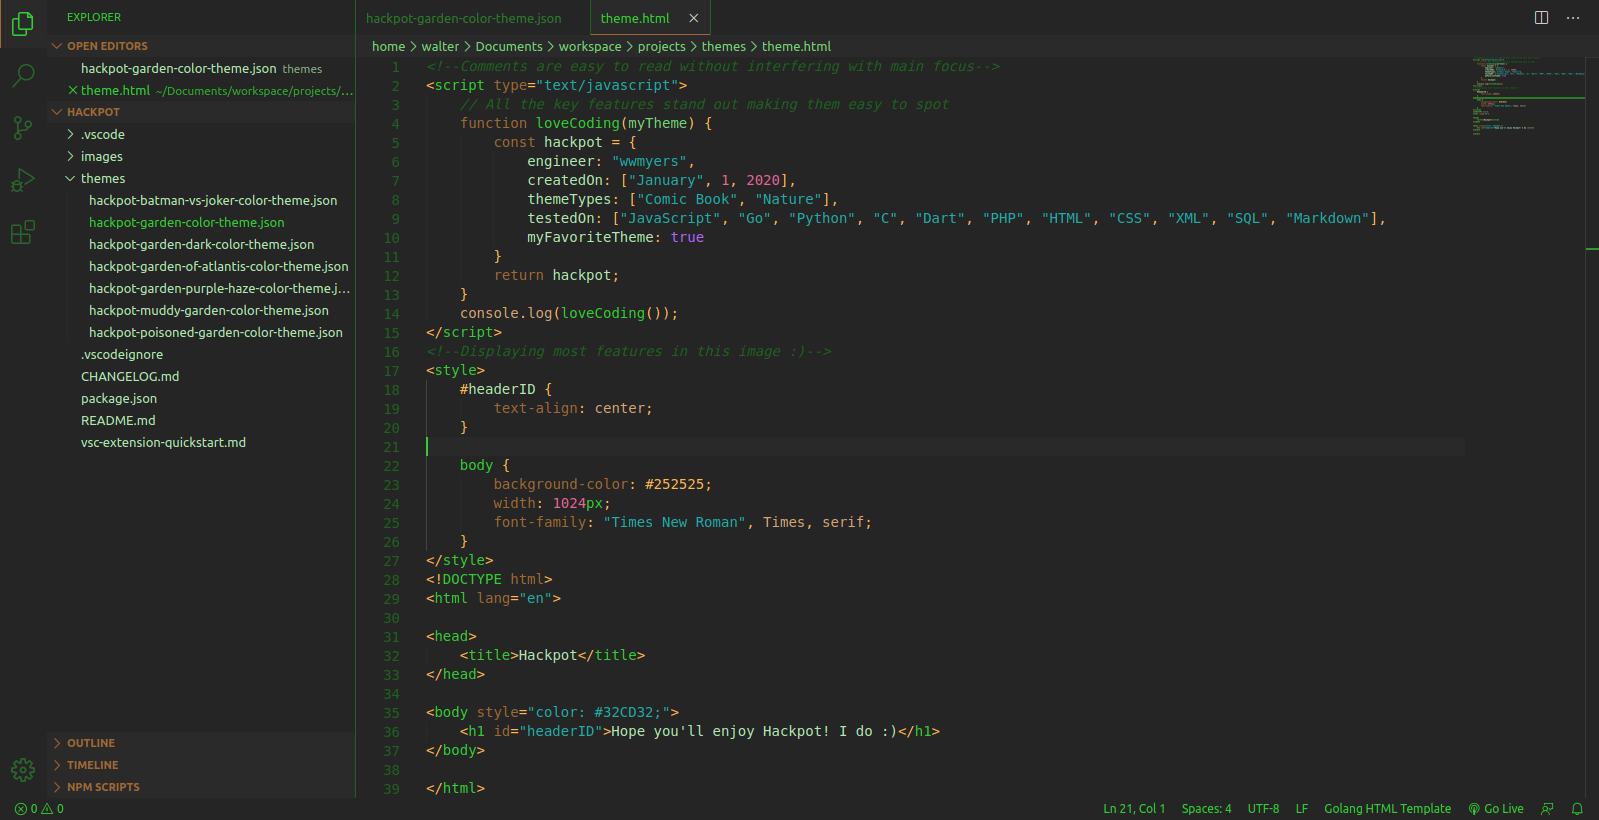 EXPLORER
OPEN EDITORS
hackpot-garden-color-theme.json themes
theme.html ~/Documents/workspace/projects/...
HACKPOT
.vscode
images
themes
hackpot-batman-vs-joker-color-theme.json
hackpot-garden-color-theme.json
hackpot-garden-dark-color-theme.json
hackpot-garden-of-atlantis-color-theme.json
hackpot-garden-purple-haze-color-theme.j...
hackpot-muddy-garden-color-theme.json
hackpot-poisoned-garden-color-theme.json
.vscodeignore
CHANGELOG.md
package.json
README.md
vsc-extension-quickstart.md
OUTLINE
TIMELINE
NPM SCRIPTS
hackpot-garden-color-theme.json theme.html ×
home > walter > Documents > workspace > projects > themes > theme.html
1 <!--Comments are easy to read without interfering with main focus-->
2 <script type="text/javascript">
3 // All the key features stand out making them easy to spot
4 function loveCoding(myTheme) {
5 const hackpot = {
6 engineer: "wwmyers",
7 createdOn: ["January", 1, 2020],
8 themeTypes: ["Comic Book", "Nature"],
9 testedOn: ["JavaScript", "Go", "Python", "C", "Dart", "PHP", "HTML", "CSS", "XML", "SQL", "Markdown"],
10 myFavoriteTheme: true
11 }
12 return hackpot;
13 }
14 console.log(loveCoding());
15 </script>
16 <!--Displaying most features in this image :)-->
17 <style>
18 #headerID {
19 text-align: center;
20 }
21
22 body {
23 background-color: #252525;
24 width: 1024px;
25 font-family: "Times New Roman", Times, serif;
26 }
27 </style>
28 <!DOCTYPE html>
29 <html lang="en">
30
31 <head>
32 <title>Hackpot</title>
33 </head>
34
35 <body style="color: #32CD32;">
36 <h1 id="headerID">Hope you'll enjoy Hackpot! I do :)</h1>
37 </body>
38
39 </html>
0 0 Ln 21, Col 1 Spaces: 4 UTF-8 LF Golang HTML Template Go Live